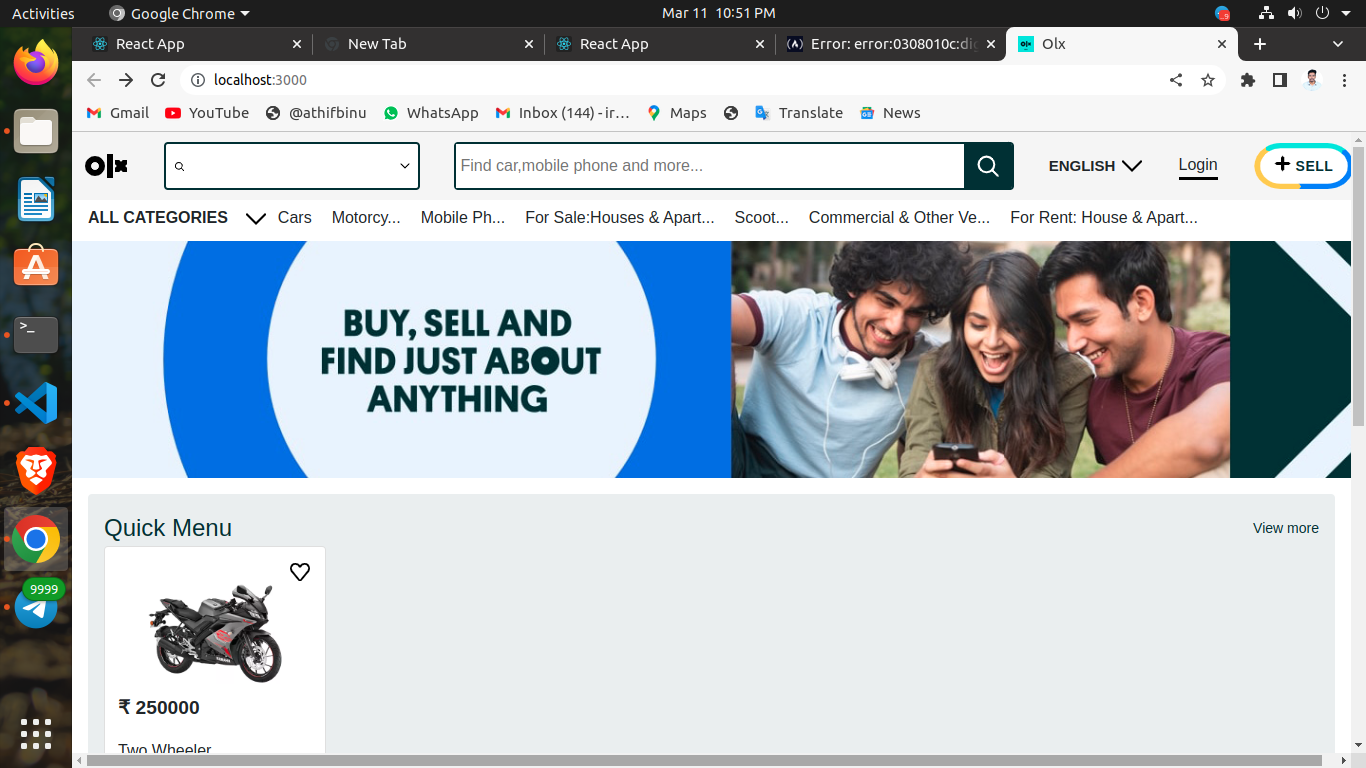 Activities Google Chrome Mar 11 10:51 PM
React App New Tab React App Error: error:0308010c:dig Olx
localhost:3000
Gmail YouTube @athifbinu WhatsApp Inbox (144) - ir... Maps Translate News
olx Find car,mobile phone and more... ENGLISH Login SELL
ALL CATEGORIES Cars Motorcy... Mobile Ph... For Sale:Houses & Apart... Scoot... Commercial & Other Ve... For Rent: House & Apart...
BUY, SELL AND
FIND JUST ABOUT
ANYTHING
Quick Menu View more
9999
₹ 250000
Two Wheeler